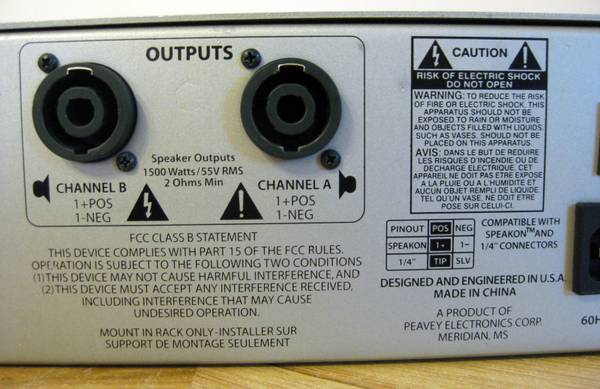 OUTPUTS
Speaker Outputs
1500 Watts/55V RMS
2 Ohms Min
CHANNEL B
1+POS
1-NEG
CHANNEL A
1+POS
1-NEG
FCC CLASS B STATEMENT
THIS DEVICE COMPLIES WITH PART 15 OF THE FCC RULES.
OPERATION IS SUBJECT TO THE FOLLOWING TWO CONDITIONS
(1)THIS DEVICE MAY NOT CAUSE HARMFUL INTERFERENCE, AND
(2)THIS DEVICE MUST ACCEPT ANY INTERFERENCE RECEIVED,
INCLUDING INTERFERENCE THAT MAY CAUSE
UNDESIRED OPERATION.
MOUNT IN RACK ONLY-INSTALLER SUR
SUPPORT DE MONTAGE SEULEMENT
CAUTION
RISK OF ELECTRIC SHOCK
DO NOT OPEN
WARNING: TO REDUCE THE RISK
OF FIRE OR ELECTRIC SHOCK. THIS
APPARATUS SHOULD NOT BE
EXPOSED TO RAIN OR MOISTURE
AND OBJECTS FILLED WITH LIQUIDS,
SUCH AS VASES. SHOULD NOT BE
PLACED ON THIS APPARATUS.
AVIS: DANS LE BUT DE REDUIRE
LES RISQUES D'INCENDIE OU DE
DECHARGE ELECTRIQUE. CET
APPAREIL NE DOIT PAS ETRE EXPOSE
A LA PLUIE OU A L'HUMIDITE ET
AUCUN OBJET REMPLI DE LIQUIDE.
TEL QU'UN VASE. NE DOIT ETRE
POSE SUR CELUI-CI.
PINOUT POS NEG
SPEAKON 1+ 1-
1/4" TIP SLV
COMPATIBLE WITH
SPEAKON™AND
1/4" CONNECTORS
DESIGNED AND ENGINEERED IN U.S.A.
MADE IN CHINA
A PRODUCT OF
PEAVEY ELECTRONICS CORP.
MERIDIAN, MS
60H